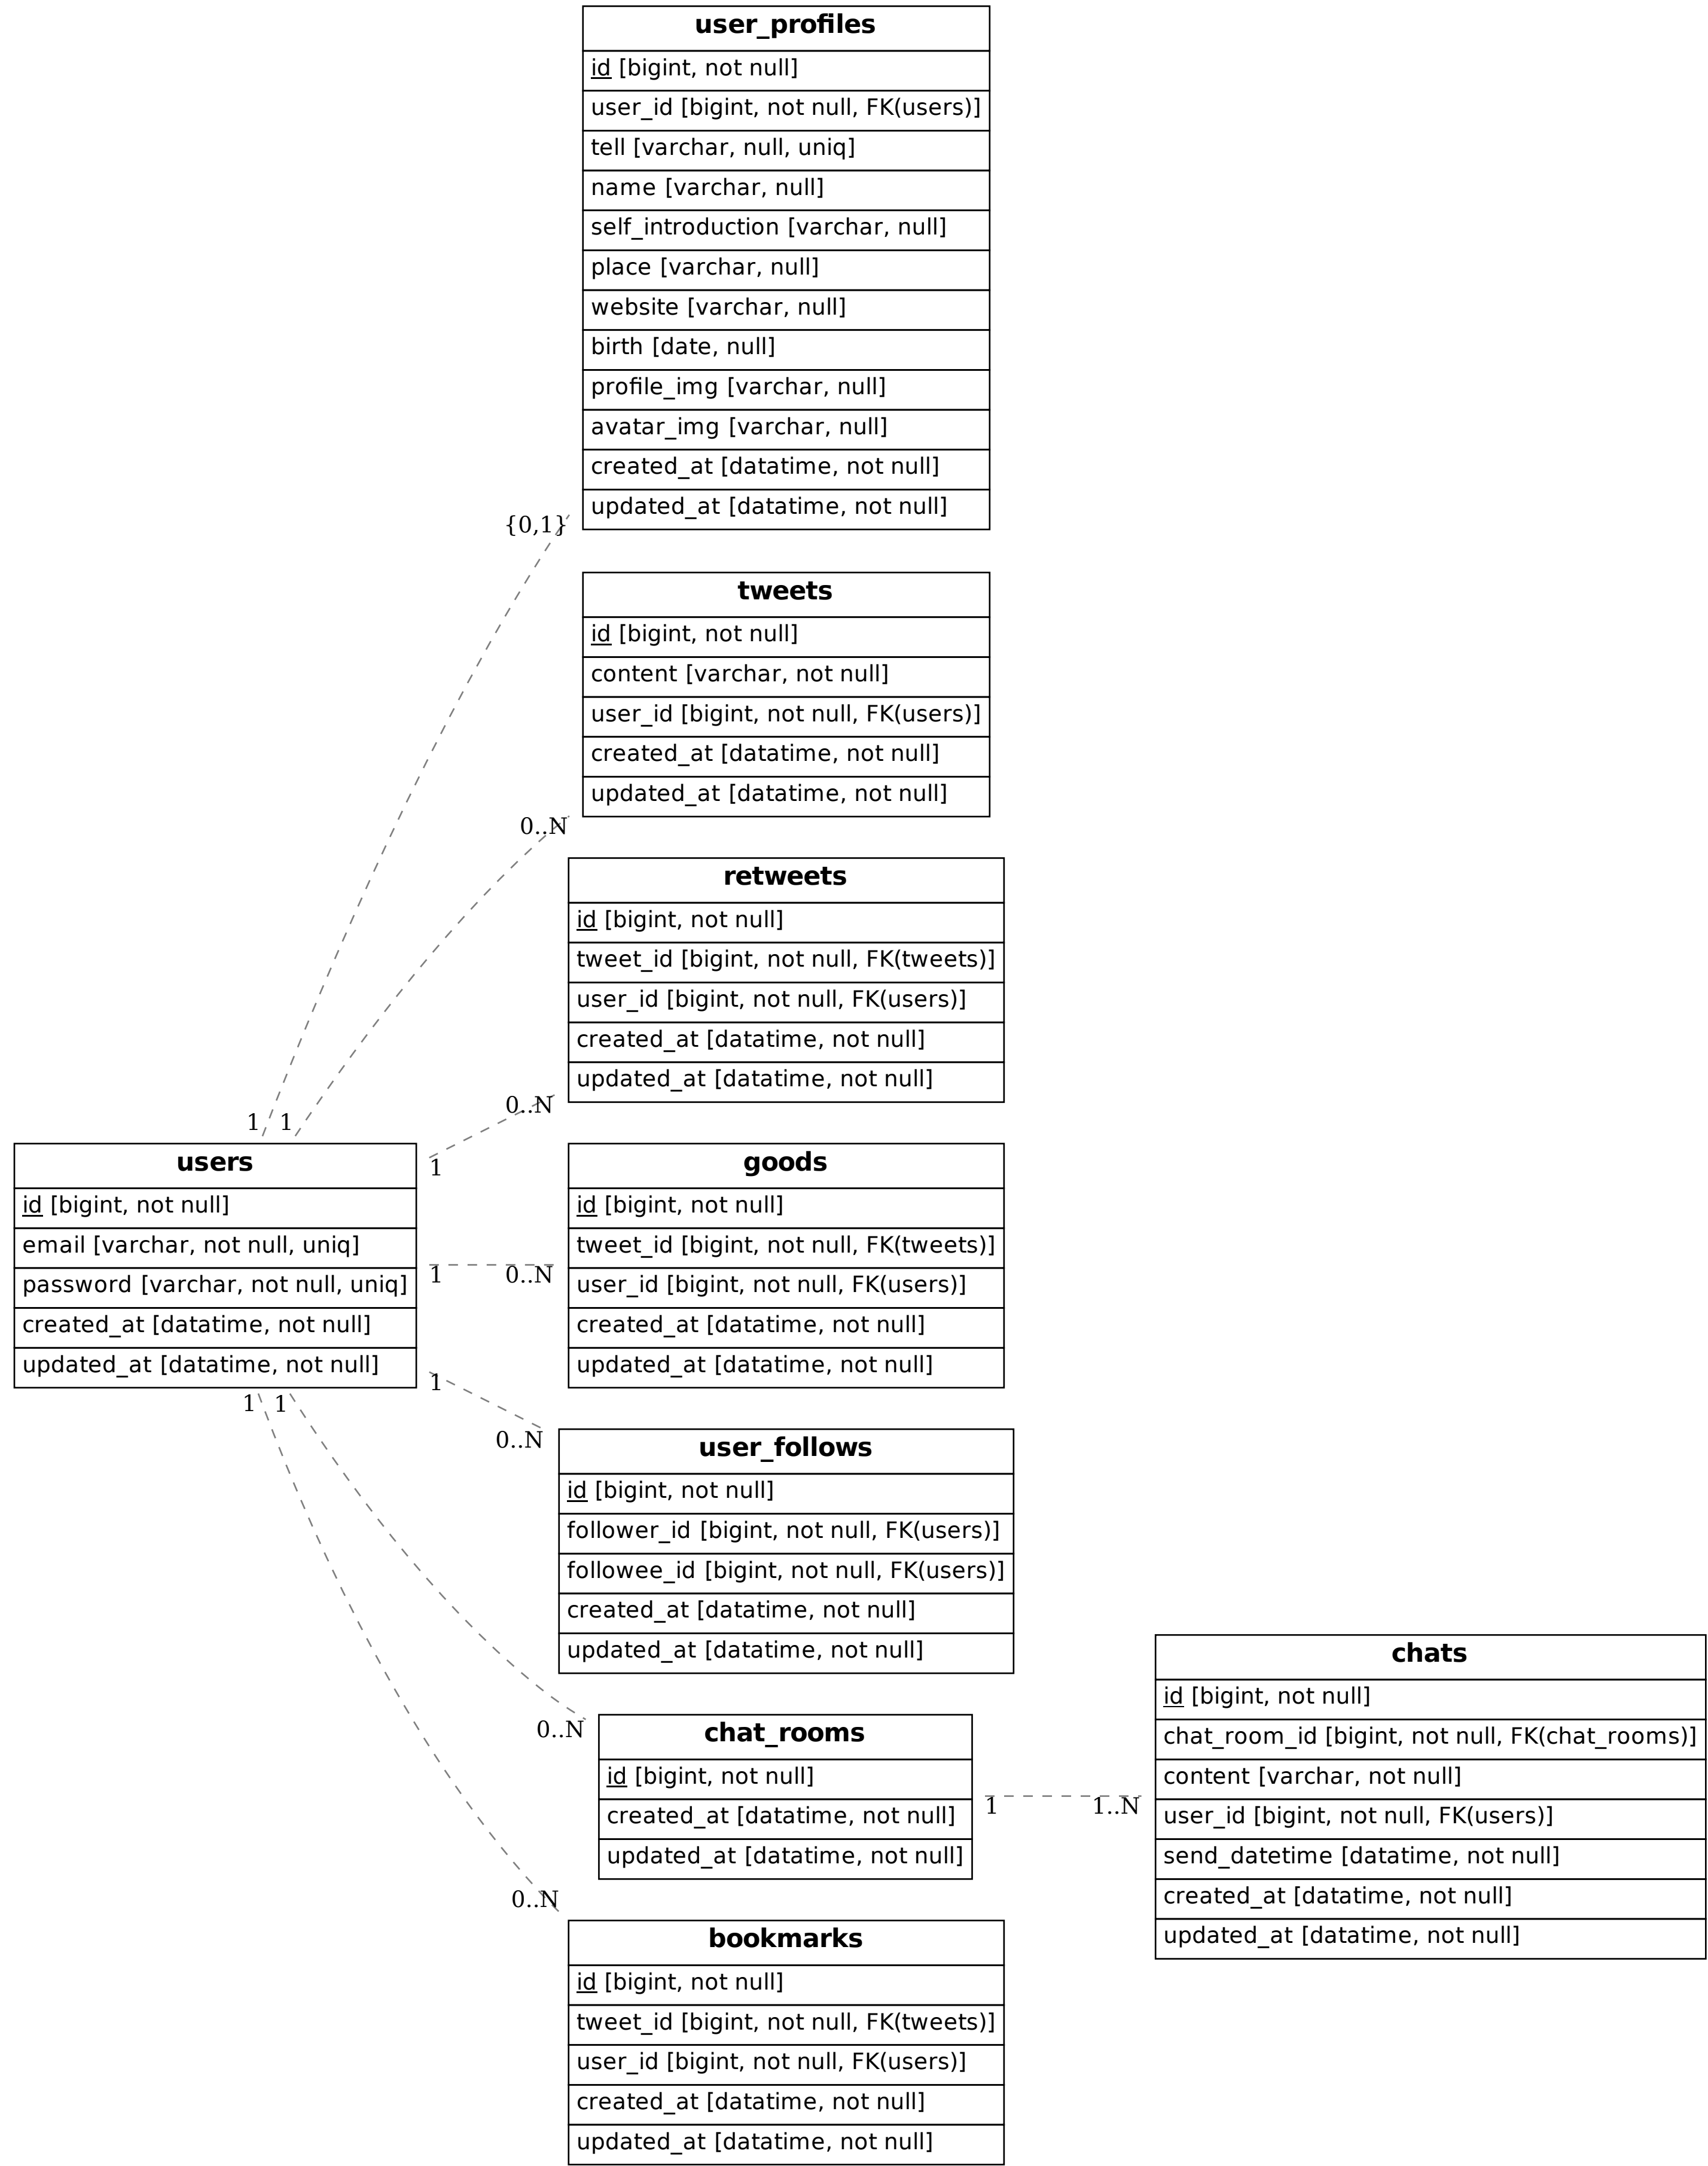 user_profiles
id [bigint, not null]
user_id [bigint, not null, FK(users)]
tell [varchar, null, uniq]
name [varchar, null]
self_introduction [varchar, null]
place [varchar, null]
website [varchar, null]
birth [date, null]
profile_img [varchar, null]
avatar_img [varchar, null]
created_at [datatime, not null]
updated_at [datatime, not null]
{0,1}
tweets
id [bigint, not null]
content [varchar, not null]
user_id [bigint, not null, FK(users)]
created_at [datatime, not null]
updated_at [datatime, not null]
0..N
retweets
id [bigint, not null]
tweet_id [bigint, not null, FK(tweets)]
user_id [bigint, not null, FK(users)]
created_at [datatime, not null]
updated_at [datatime, not null]
0..N
1
1
1
users
id [bigint, not null]
email [varchar, not null, uniq]
password [varchar, not null, uniq]
created_at [datatime, not null]
updated_at [datatime, not null]
1
0..N
goods
id [bigint, not null]
tweet_id [bigint, not null, FK(tweets)]
user_id [bigint, not null, FK(users)]
created_at [datatime, not null]
updated_at [datatime, not null]
1
1
1
0..N
user_follows
id [bigint, not null]
follower_id [bigint, not null, FK(users)]
followee_id [bigint, not null, FK(users)]
created_at [datatime, not null]
updated_at [datatime, not null]
0..N
chat_rooms
id [bigint, not null]
created_at [datatime, not null]
updated_at [datatime, not null]
1
1..N
chats
id [bigint, not null]
chat_room_id [bigint, not null, FK(chat_rooms)]
content [varchar, not null]
user_id [bigint, not null, FK(users)]
send_datetime [datatime, not null]
created_at [datatime, not null]
updated_at [datatime, not null]
0..N
bookmarks
id [bigint, not null]
tweet_id [bigint, not null, FK(tweets)]
user_id [bigint, not null, FK(users)]
created_at [datatime, not null]
updated_at [datatime, not null]